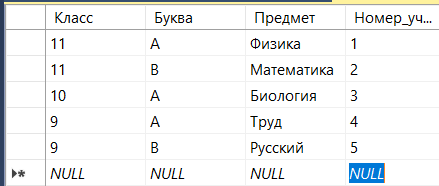 Класс Буква Предмет Номер_уч...
11 А Физика 1
11 В Математика 2
10 А Биология 3
9 А Труд 4
9 В Русский 5
NULL NULL NULL NULL